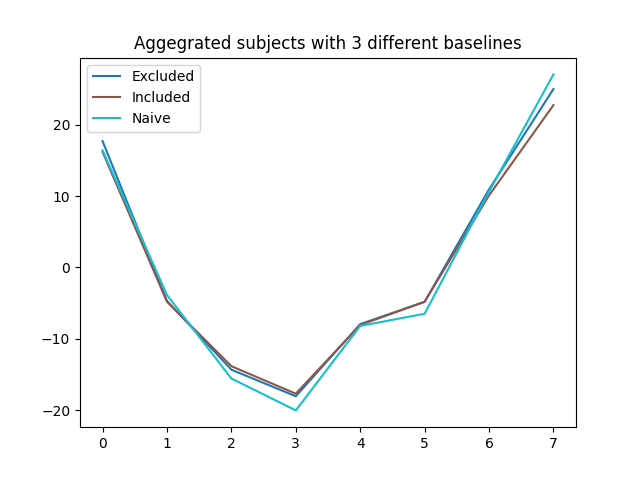 Aggegrated subjects with 3 different baselines
Excluded
Included
Naive
20
10
0
−10
−20
0 1 2 3 4 5 6 7